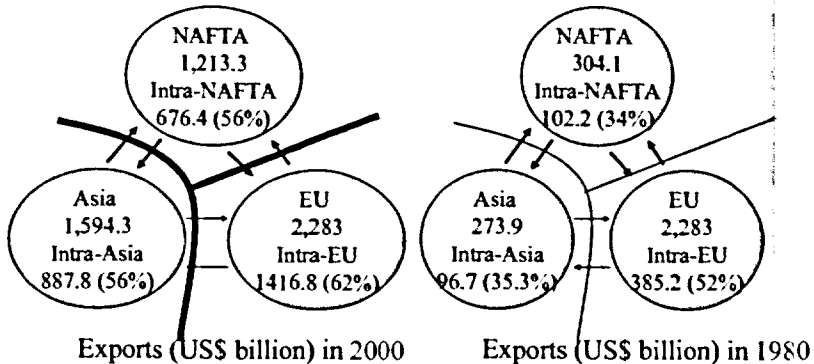 NAFTA
1,213.3
Intra-NAFTA
676.4 (56%)
Asia
1,594.3
Intra-Asia
887.8 (56%)
EU
2,283
Intra-EU
1416.8 (62%)
Exports (US$ billion) in 2000
NAFTA
304.1
Intra-NAFTA
102.2 (34%)
Asia
273.9
Intra-Asia
96.7 (35.3%)
EU
2,283
Intra-EU
385.2 (52%)
Exports (US$ billion) in 1980